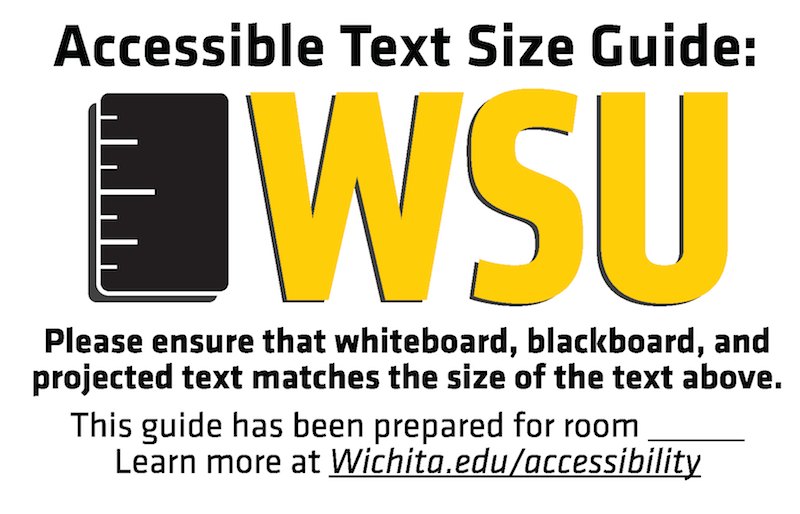 Accessible Text Size Guide:
WSU
Please ensure that whiteboard, blackboard, and
projected text matches the size of the text above.
This guide has been prepared for room ______
Learn more at Wichita.edu/accessibility